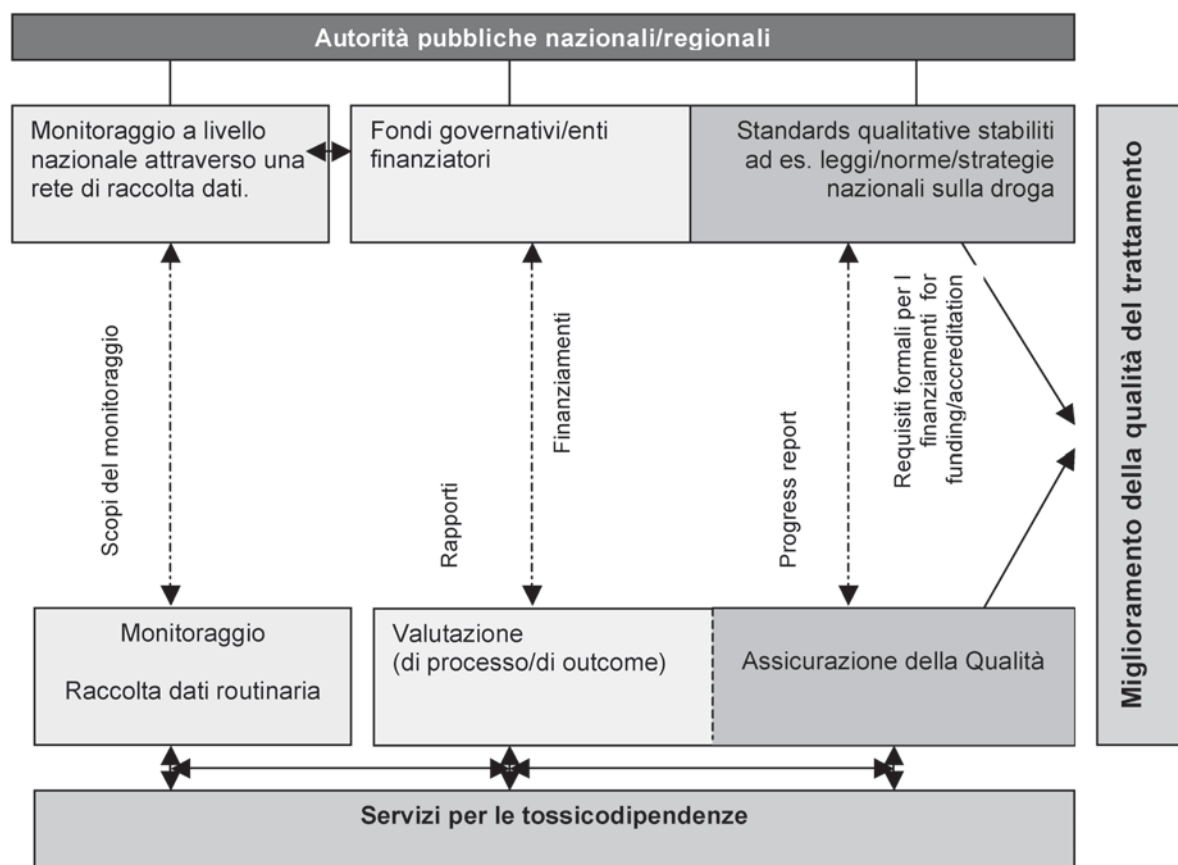 Autorità pubbliche nazionali/regionali
Monitoraggio a livello
nazionale attraverso una
rete di raccolta dati.
Fondi governativi/enti
finanziatori
Standards qualitative stabiliti
ad es. leggi/norme/strategie
nazionali sulla droga
Scopi del monitoraggio
Rapporti
Finanziamenti
Progress report
Requisiti formali per I
finanziamenti for
funding/accreditation
Miglioramento della qualità del trattamento
Monitoraggio
Raccolta dati routinaria
Valutazione
(di processo/di outcome)
Assicurazione della Qualità
Servizi per le tossicodipendenze